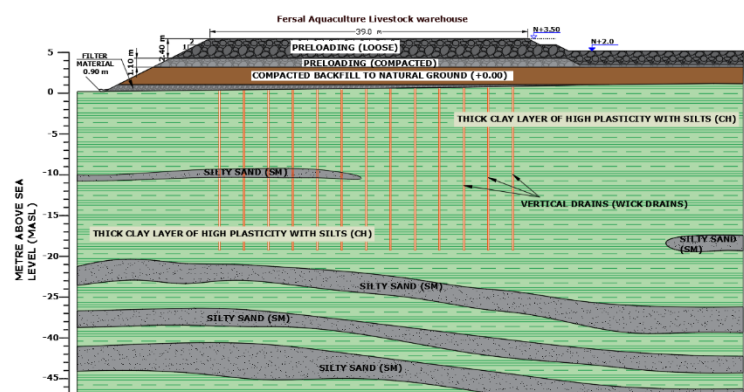 Fersal Aquaculture Livestock warehouse
39.0 m
N+3.50
N+2.0
PRELOADING (LOOSE)
PRELOADING (COMPACTED)
COMPACTED BACKFILL TO NATURAL GROUND (+0.00)
FILTER
MATERIAL
0.90 m
1.10 m
2.40 m
2
THICK CLAY LAYER OF HIGH PLASTICITY WITH SILTS (CH)
SILTY SAND (SM)
VERTICAL DRAINS (WICK DRAINS)
THICK CLAY LAYER OF HIGH PLASTICITY WITH SILTS (CH)
SILTY SAND
(SM)
SILTY SAND (SM)
SILTY SAND (SM)
SILTY SAND (SM)
METRE ABOVE SEA
LEVEL (MASL)
5
0
-5
-10
-15
-20
-25
-30
-35
-40
-45